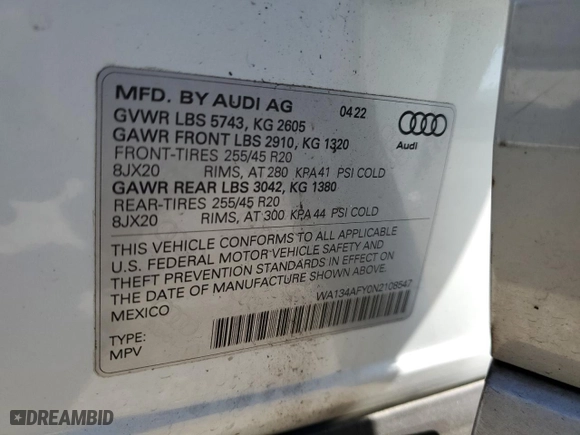 MFD. BY AUDI AG 04 22
GVWR LBS 5743, KG 2605
GAWR FRONT LBS 2910, KG 1320
FRONT-TIRES 255/45 R20
8JX20 RIMS, AT 280 KPA 41 PSI COLD
GAWR REAR LBS 3042, KG 1380
REAR-TIRES 255/45 R20
8JX20 RIMS, AT 300 KPA 44 PSI COLD
Audi
THIS VEHICLE CONFORMS TO ALL APPLICABLE
U.S. FEDERAL MOTOR VEHICLE SAFETY AND
THEFT PREVENTION STANDARDS IN EFFECT ON
THE DATE OF MANUFACTURE SHOWN ABOVE.
MEXICO
WA134AFY0N2108547
TYPE:
MPV
DREAMBID